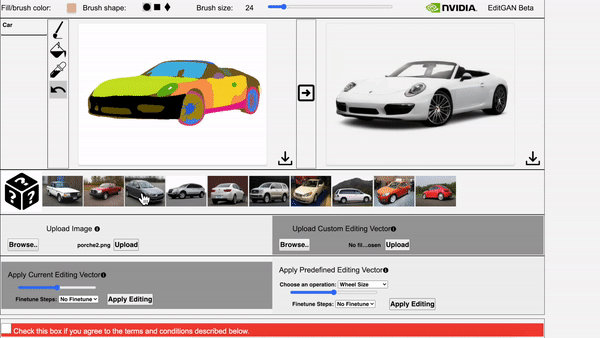 Fill/brush color: Brush shape: Brush size: 24 NVIDIA. EditGAN Beta
Car
Upload Image
Browse.. porche2.png Upload
Upload Custom Editing Vector
Browse.. No fil...osen Upload
Apply Current Editing Vector
Finetune Steps: No Finetune Apply Editing
Apply Predefined Editing Vector
Choose an operation: Wheel Size
Finetune Steps: No Finetune Apply Editing
Check this box if you agree to the terms and conditions described below.